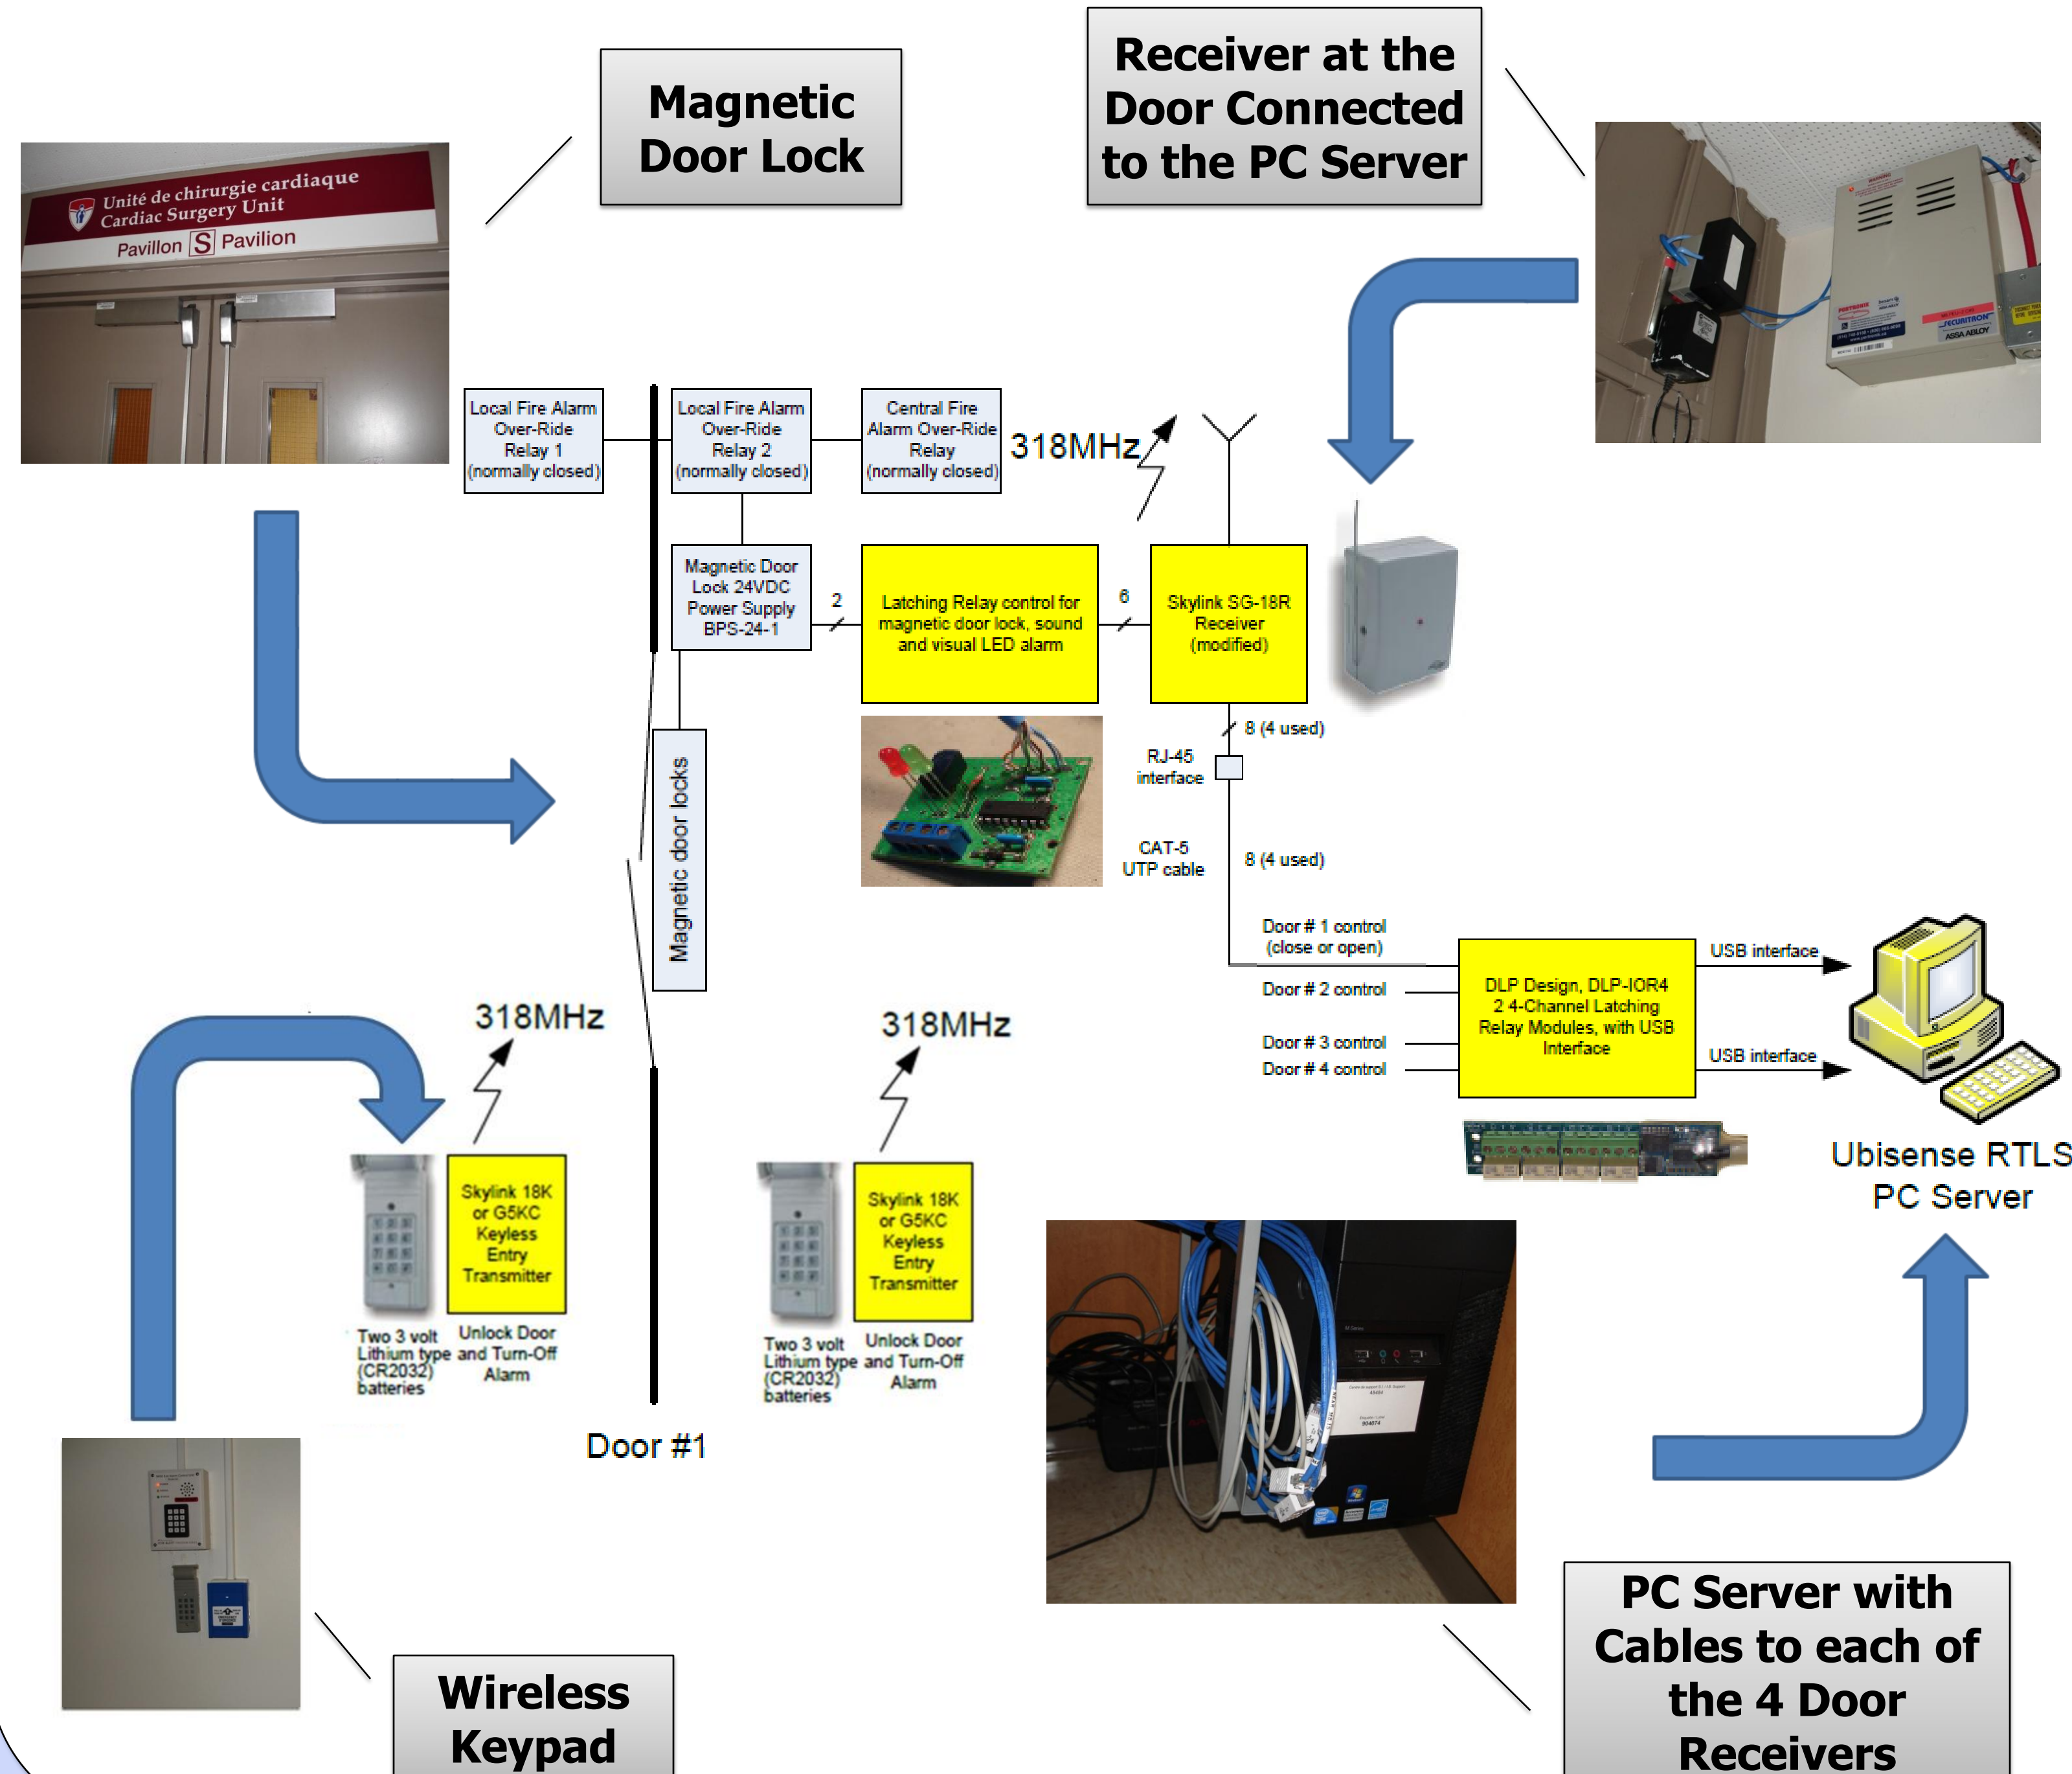 Magnetic
Door Lock
Receiver at the
Door Connected
to the PC Server
Unité de chirurgie cardiaque
Cardiac Surgery Unit
Pavillon S Pavilion
SECURITRON
ASSA ABLOY
Local Fire Alarm
Over-Ride
Relay 1
(normally closed)
Local Fire Alarm
Over-Ride
Relay 2
(normally closed)
Central Fire
Alarm Over-Ride
Relay
(normally closed)
318MHz
Magnetic Door
Lock 24VDC
Power Supply
BPS-24-1
2
Latching Relay control for
magnetic door lock, sound
and visual LED alarm
6
Skylink SG-18R
Receiver
(modified)
8 (4 used)
RJ-45
interface
CAT-5
UTP cable
8 (4 used)
Magnetic door locks
Door # 1 control
(close or open)
Door # 2 control
Door # 3 control
Door # 4 control
DLP Design, DLP-IOR4
2 4-Channel Latching
Relay Modules, with USB
Interface
USB interface
USB interface
Ubisense RTLS
PC Server
318MHz
318MHz
Skylink 18K
or G5KC
Keyless
Entry
Transmitter
Two 3 volt
Lithium type
(CR2032)
batteries
Unlock Door
and Turn-Off
Alarm
Skylink 18K
or G5KC
Keyless
Entry
Transmitter
Two 3 volt
Lithium type
(CR2032)
batteries
Unlock Door
and Turn-Off
Alarm
Door #1
Wireless
Keypad
PC Server with
Cables to each of
the 4 Door
Receivers